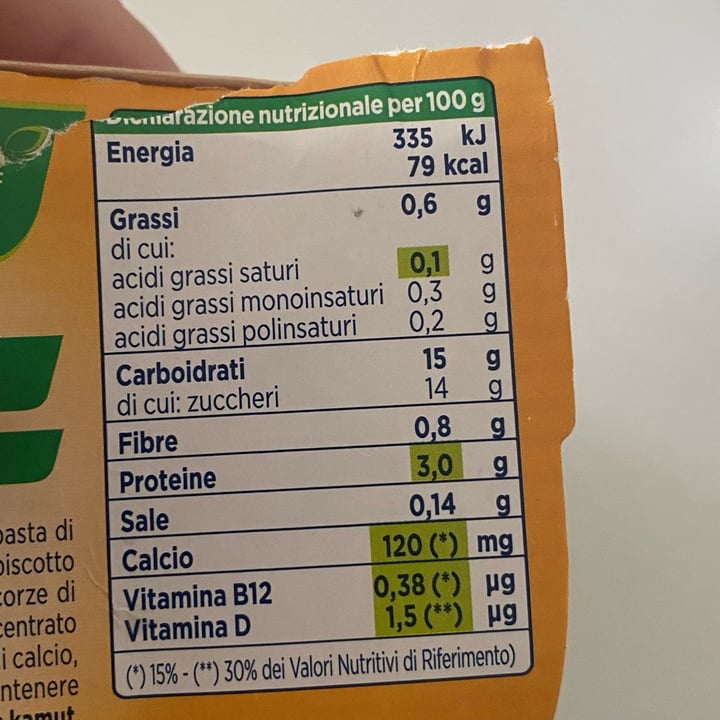 Dichiarazione nutrizionale per 100 g
Energia 335 kJ
79 kcal
Grassi 0,6 g
di cui:
acidi grassi saturi 0,1 g
acidi grassi monoinsaturi 0,3 g
acidi grassi polinsaturi 0,2 g
Carboidrati 15 g
di cui: zuccheri 14 g
Fibre 0,8 g
Proteine 3,0 g
Sale 0,14 g
Calcio 120 (*) mg
Vitamina B12 0,38 (*) µg
Vitamina D 1,5 (**) µg
(*) 15% - (**) 30% dei Valori Nutritivi di Riferimento)
pasta di
biscotto
corze di
centrato
i calcio,
ntenere
kamut